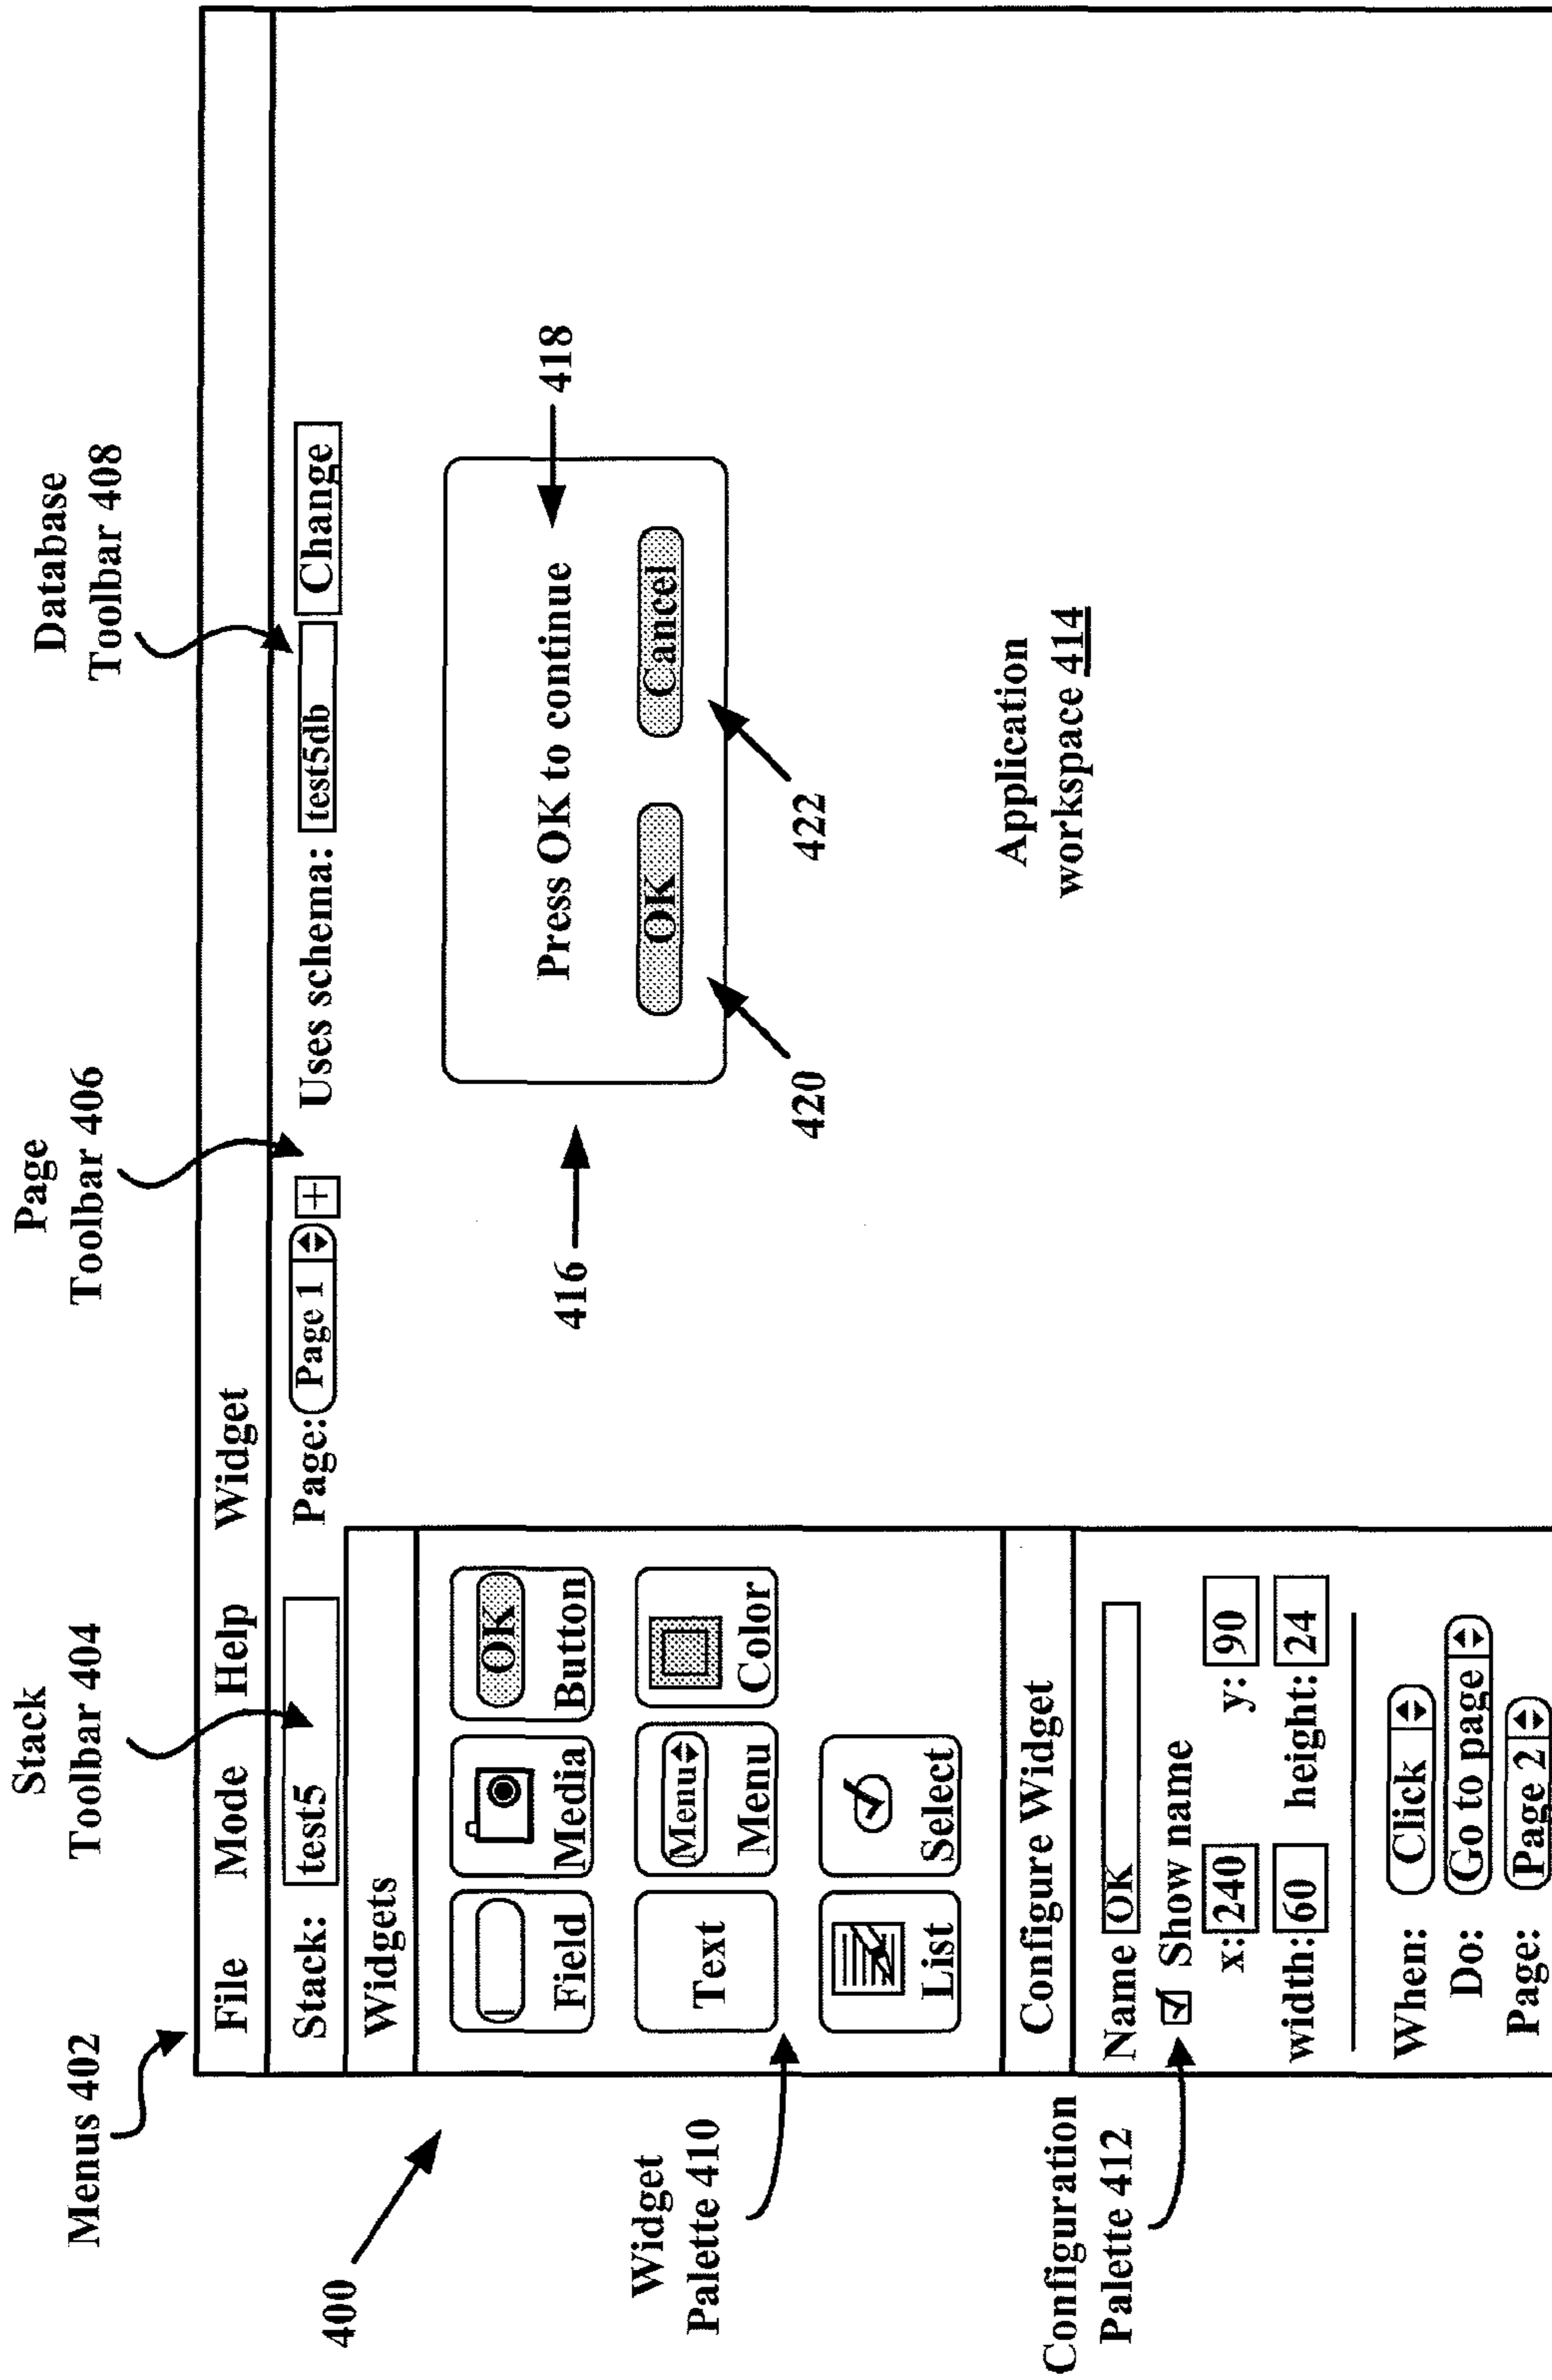 Stack
Toolbar 404
Page
Toolbar 406
Database
Toolbar 408
Menus 402
File Mode Help Widget
Stack: test5 Page: Page 1 + Uses schema: test5db Change
400
Widgets
Field Media OK Button
Text Menu Menu Color
List Select
Widget
Palette 410
416
Press OK to continue
418
OK Cancel
420 422
Application
workspace 414
Configure Widget
Configuration
Palette 412
Name OK
Show name
x: 240 y: 90
width: 60 height: 24
When: Click
Do: Go to page
Page: Page 2